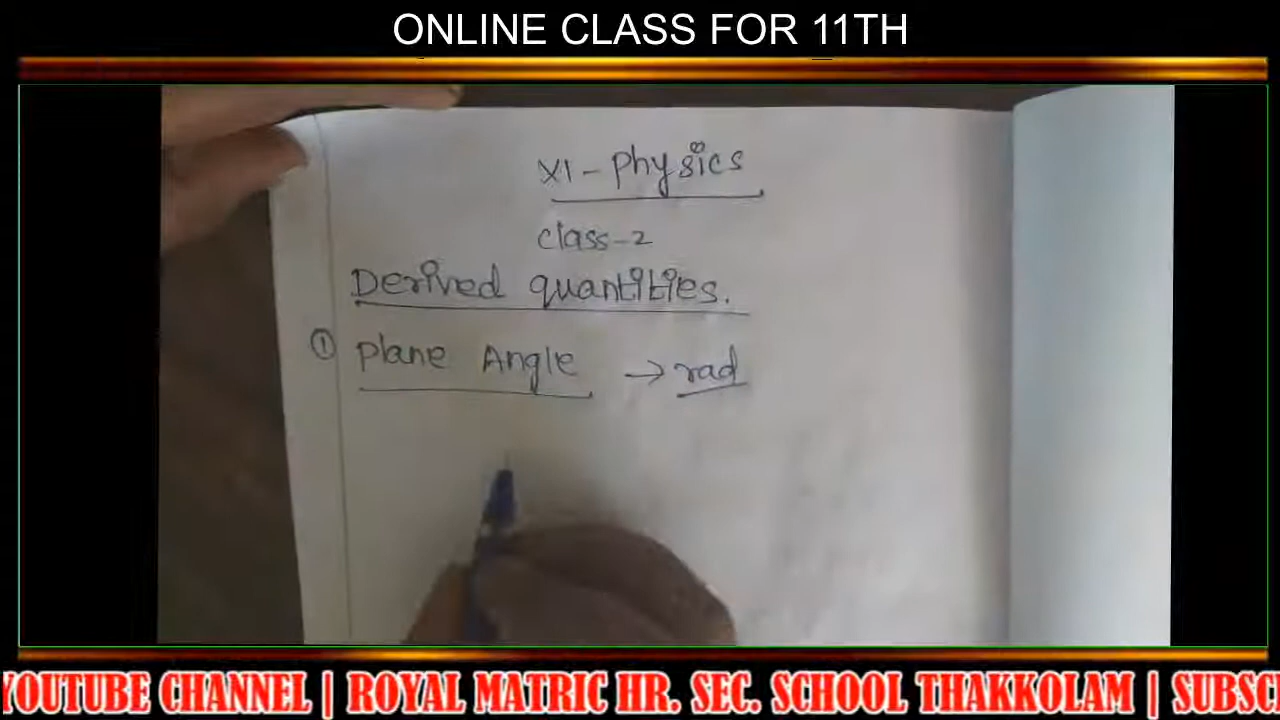 ONLINE CLASS FOR 11TH
XI - Physics
class-2
Derived quantities.
① Plane Angle → rad
YOUTUBE CHANNEL | ROYAL MATRIC HR. SEC. SCHOOL THAKKOLAM | SUBSC